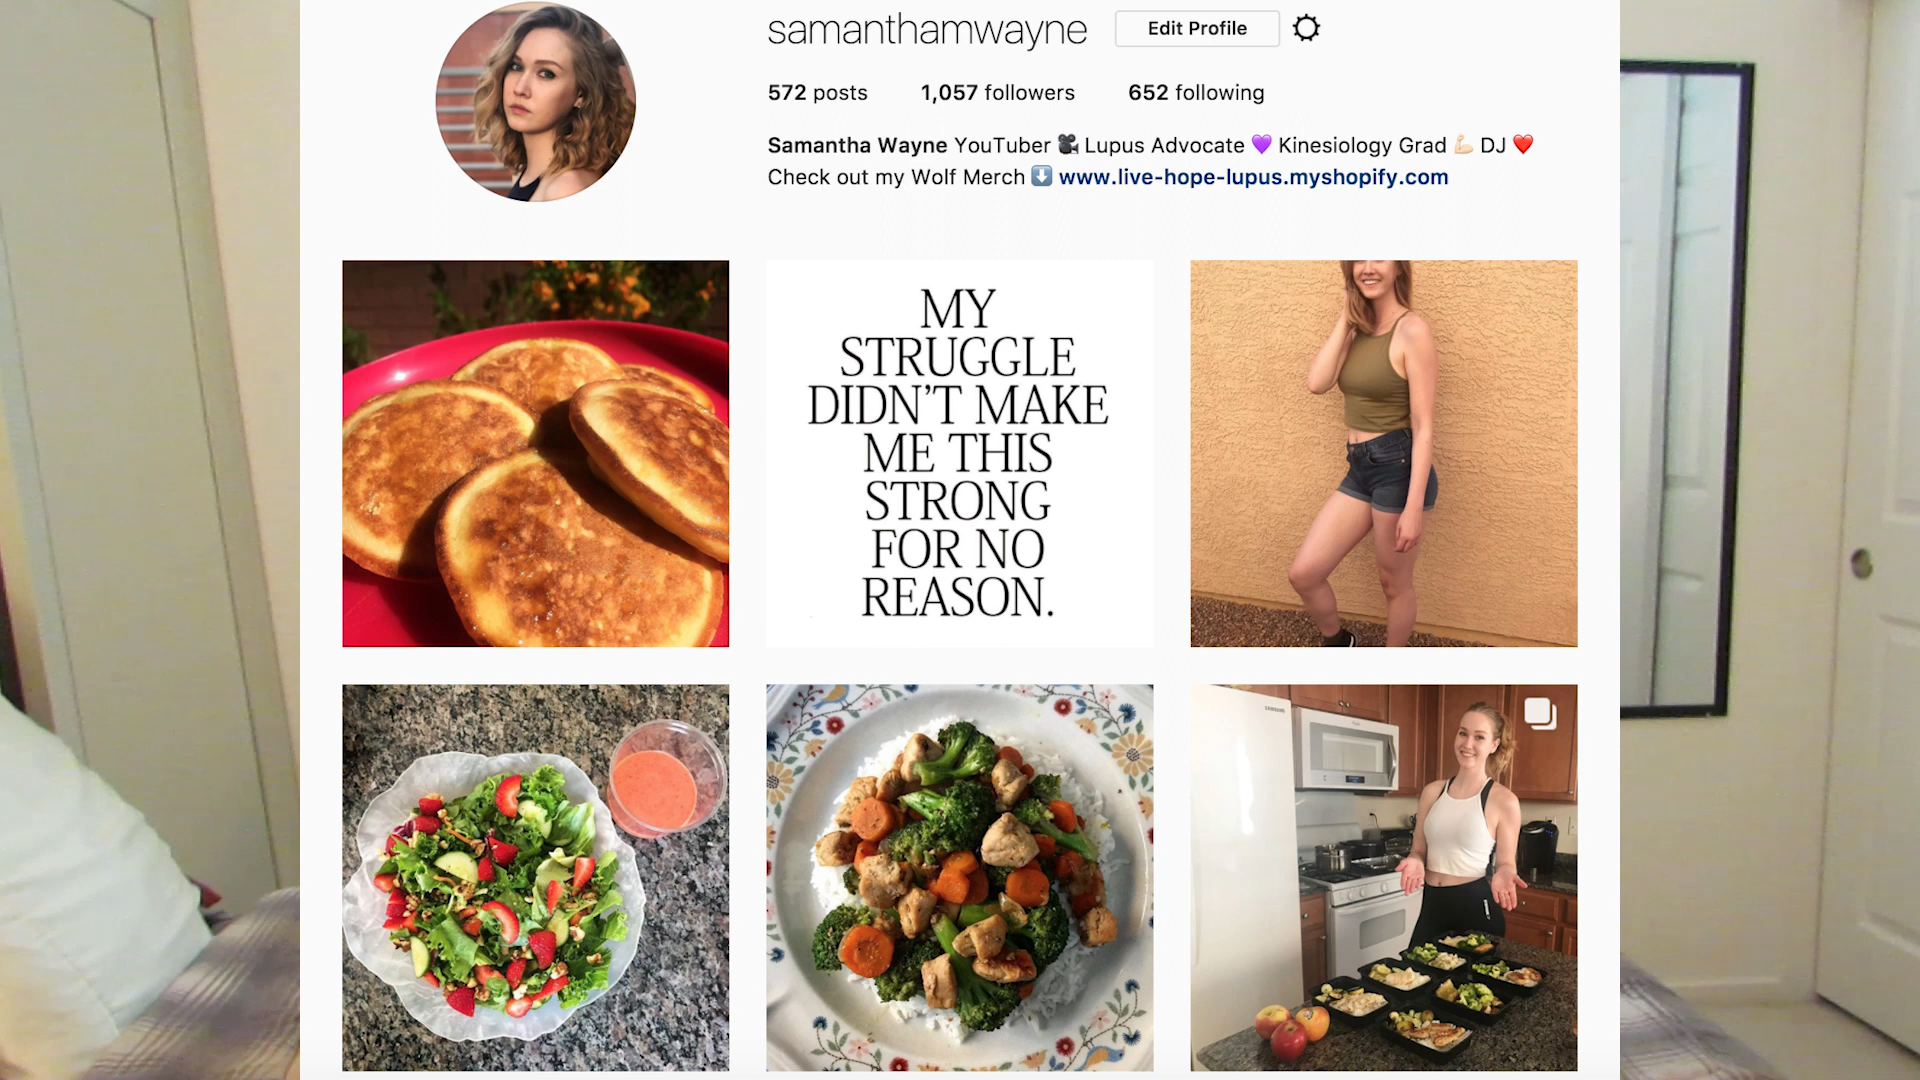 samanthamwayne Edit Profile
572 posts 1,057 followers 652 following
Samantha Wayne YouTuber 🎥 Lupus Advocate 💜 Kinesiology Grad 💪🏻 DJ ❤️
Check out my Wolf Merch ⬇️ www.live-hope-lupus.myshopify.com
MY
STRUGGLE
DIDN'T MAKE
ME THIS
STRONG
FOR NO
REASON.
SAMSUNG